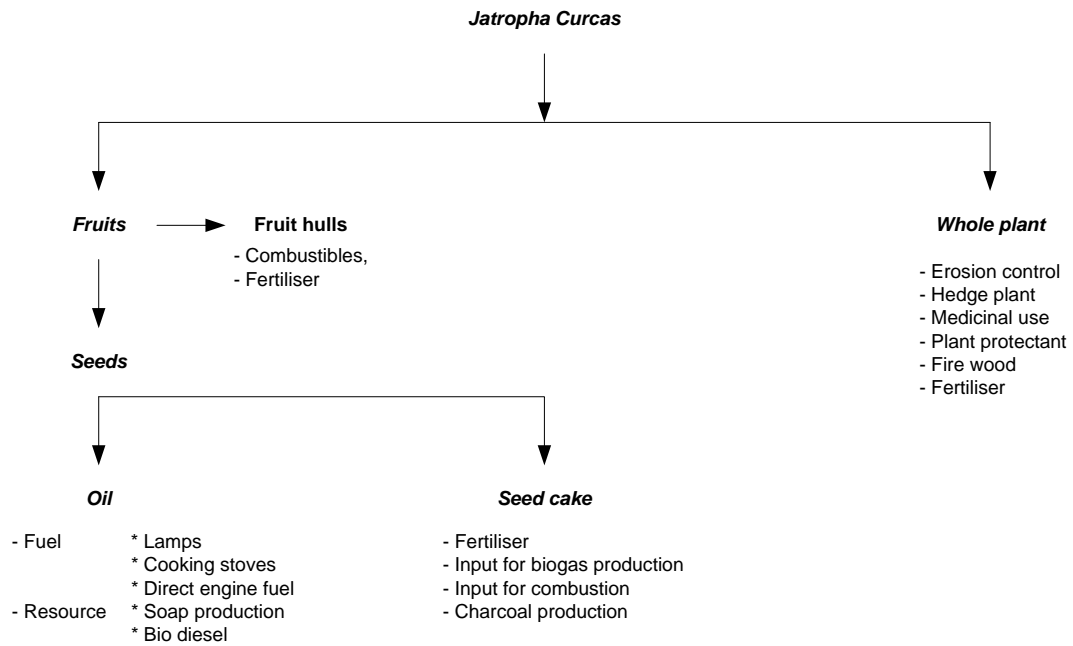 Jatropha Curcas
Fruits
Fruit hulls
- Combustibles,
- Fertiliser
Whole plant
- Erosion control
- Hedge plant
- Medicinal use
- Plant protectant
- Fire wood
- Fertiliser
Seeds
Oil
- Fuel * Lamps
* Cooking stoves
* Direct engine fuel
- Resource * Soap production
* Bio diesel
Seed cake
- Fertiliser
- Input for biogas production
- Input for combustion
- Charcoal production